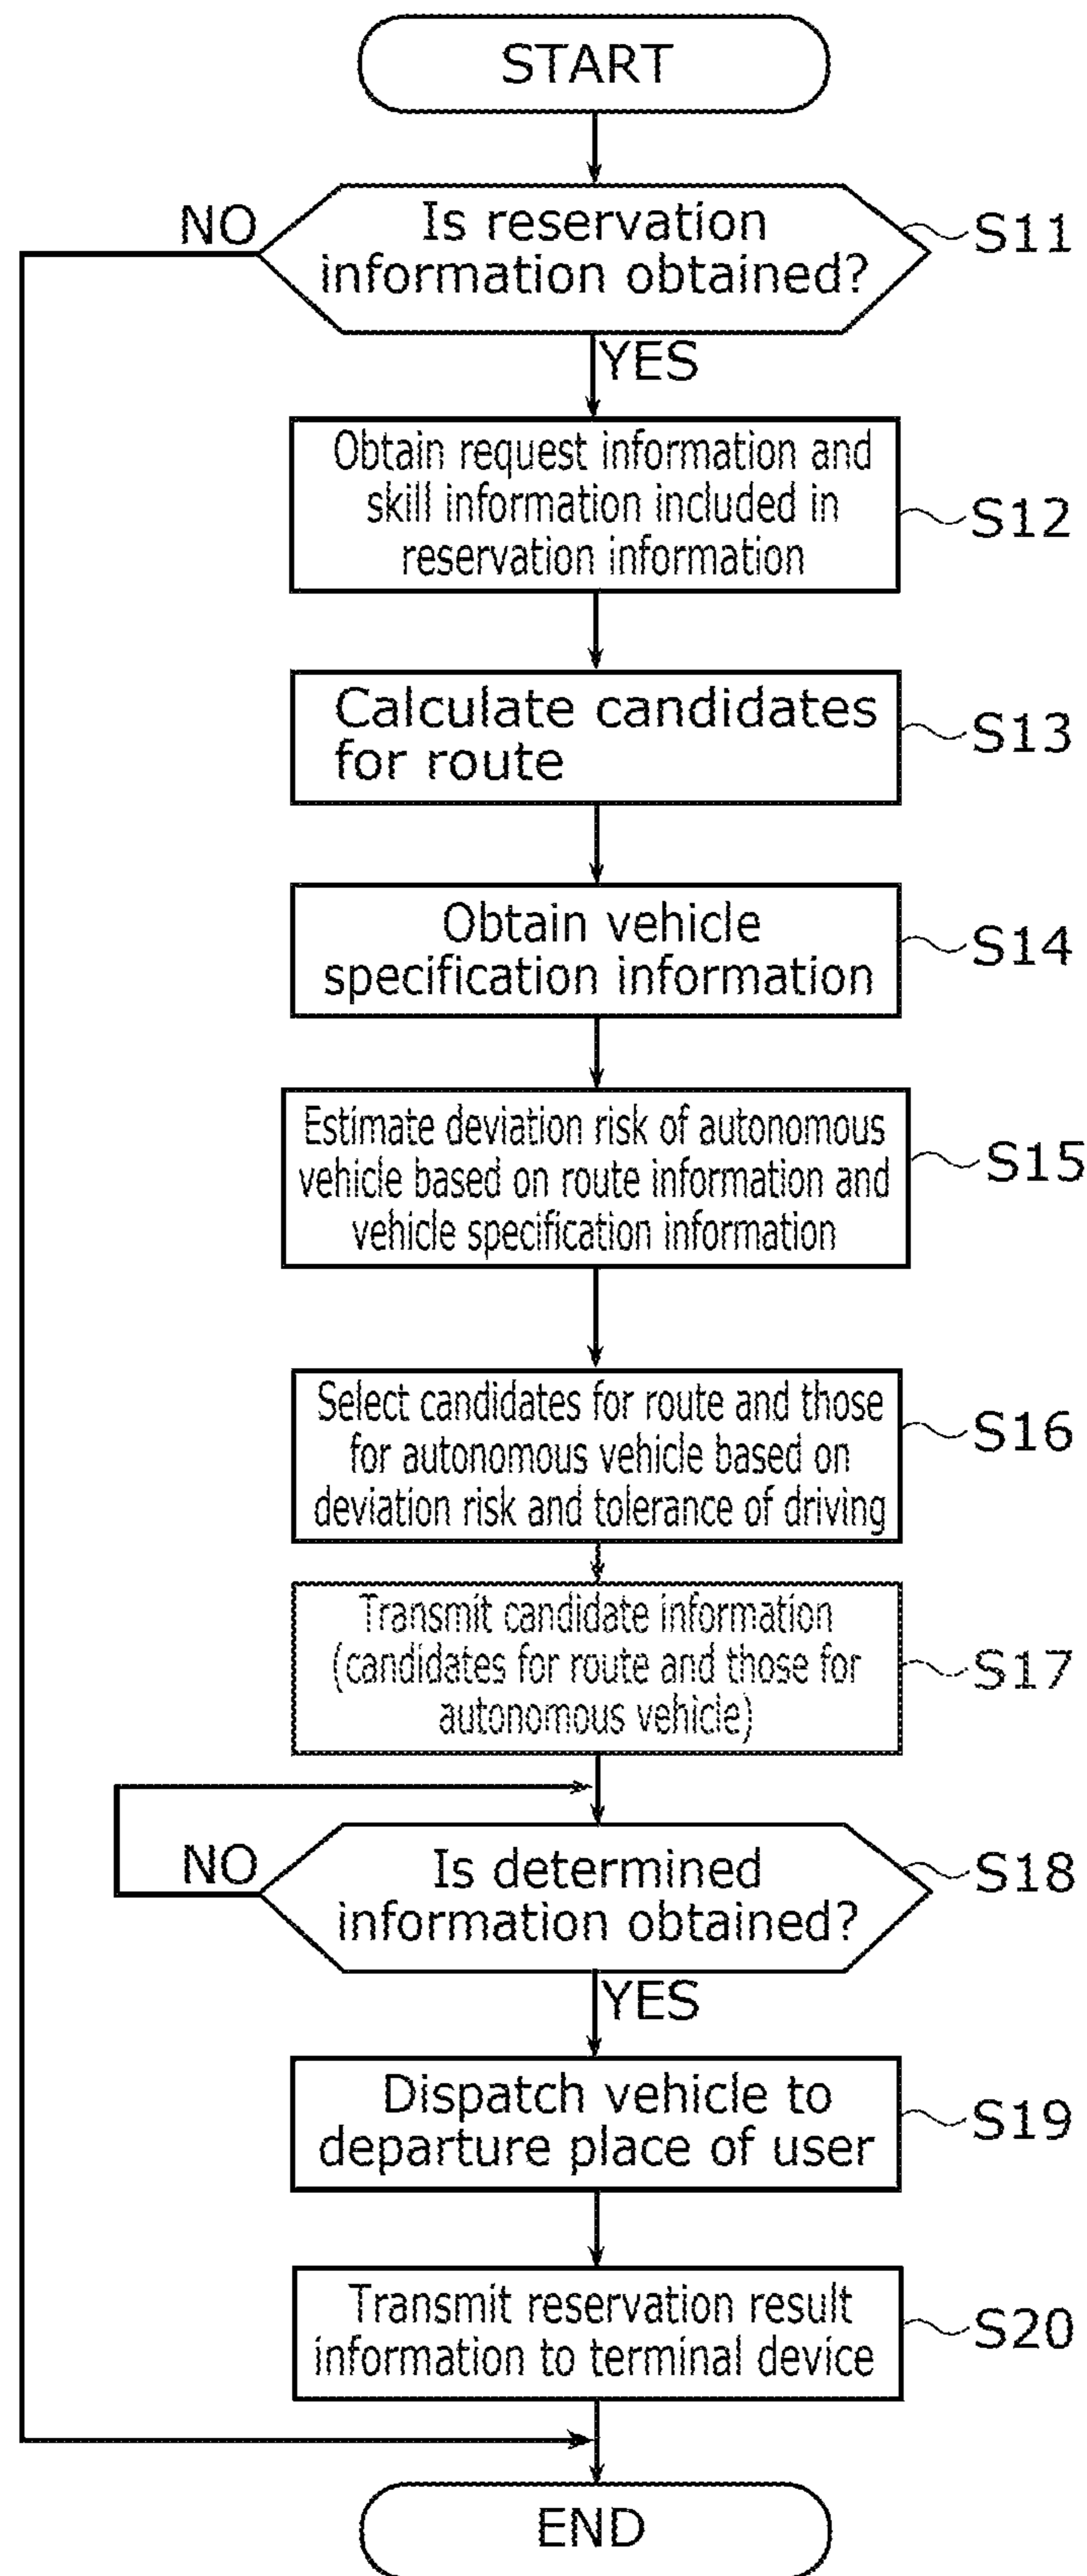 START
NO
Is reservation
information obtained?
S11
YES
Obtain request information and
skill information included in
reservation information
S12
Calculate candidates
for route
S13
Obtain vehicle
specification information
S14
Estimate deviation risk of autonomous
vehicle based on route information and
vehicle specification information
S15
Select candidates for route and those
for autonomous vehicle based on
deviation risk and tolerance of driving
S16
Transmit candidate information
(candidates for route and those for
autonomous vehicle)
S17
NO
Is determined
information obtained?
S18
YES
Dispatch vehicle to
departure place of user
S19
Transmit reservation result
information to terminal device
S20
END